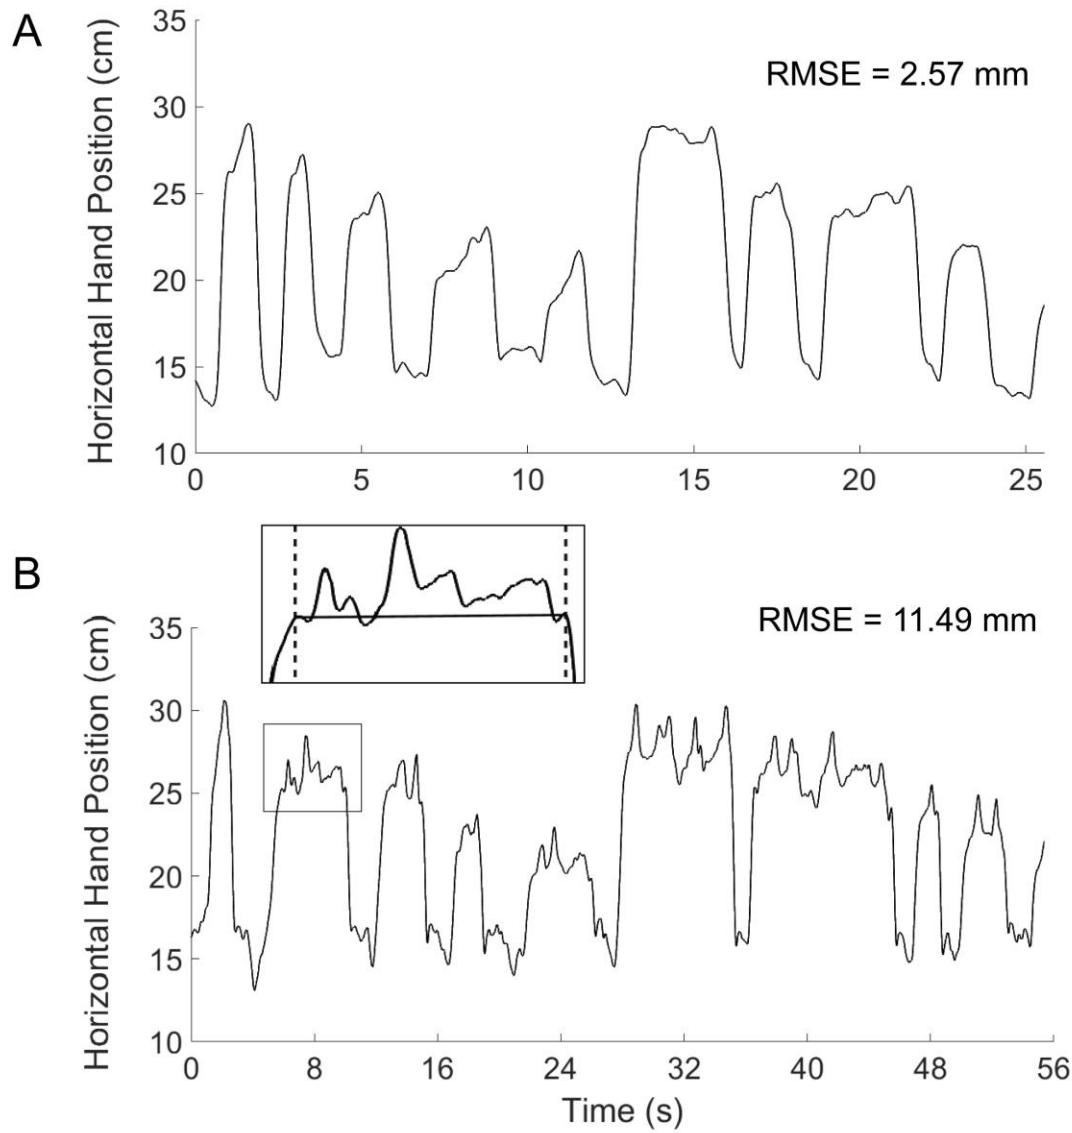 A
Horizontal Hand Position (cm)
35
30
25
20
15
10
RMSE = 2.57 mm
0 5 10 15 20 25
B
Horizontal Hand Position (cm)
35
30
25
20
15
10
RMSE = 11.49 mm
0 8 16 24 32 40 48 56
Time (s)